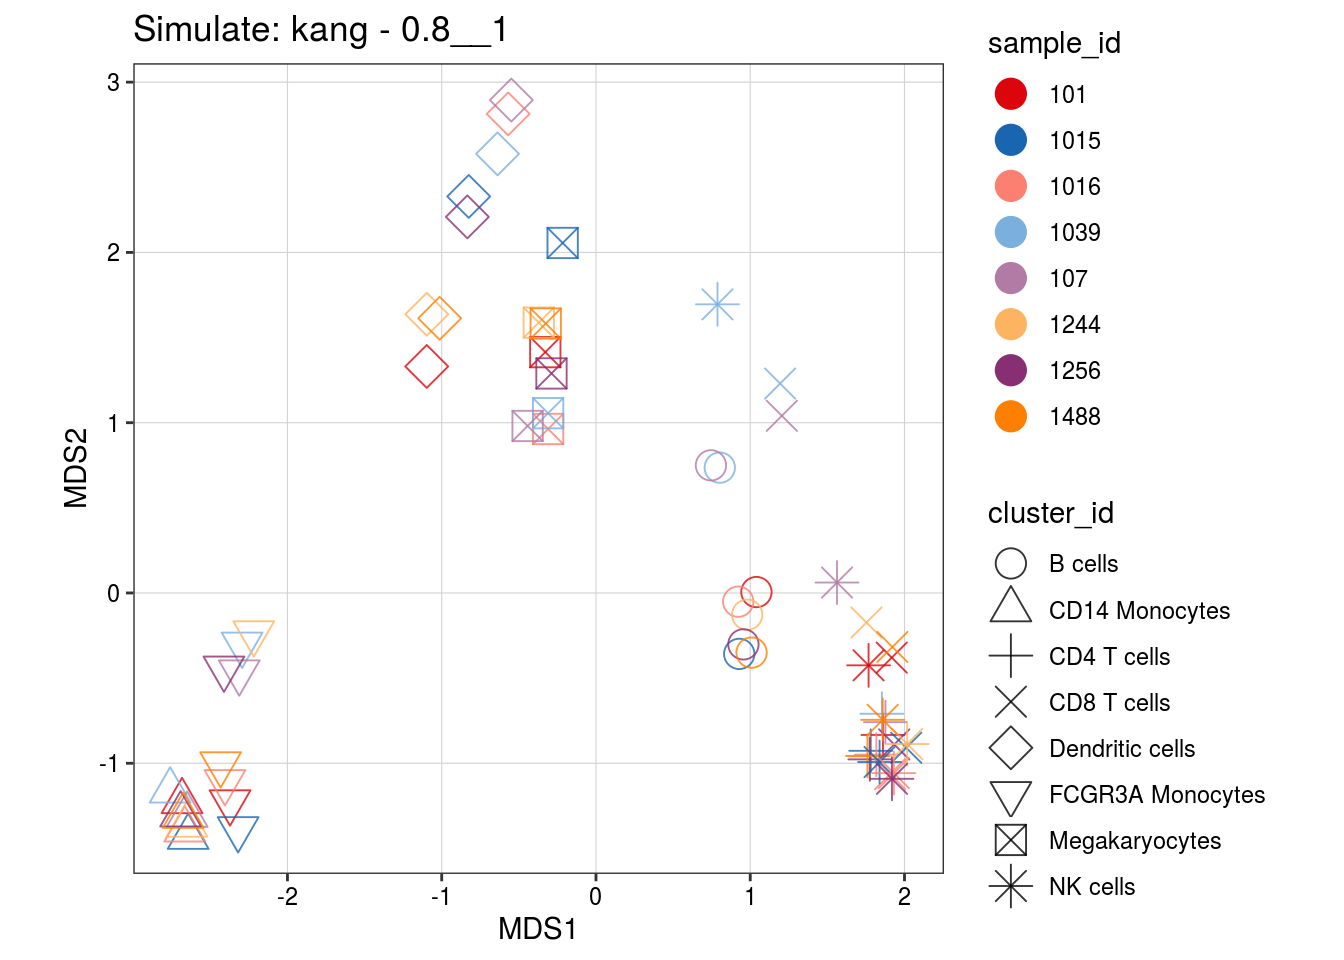 Simulate: kang - 0.8__1
3
2
1
0
-1
-2
-1
0
1
2
MDS1
MDS2
sample_id
101
1015
1016
1039
107
1244
1256
1488
cluster_id
B cells
CD14 Monocytes
CD4 T cells
CD8 T cells
Dendritic cells
FCGR3A Monocytes
Megakaryocytes
NK cells